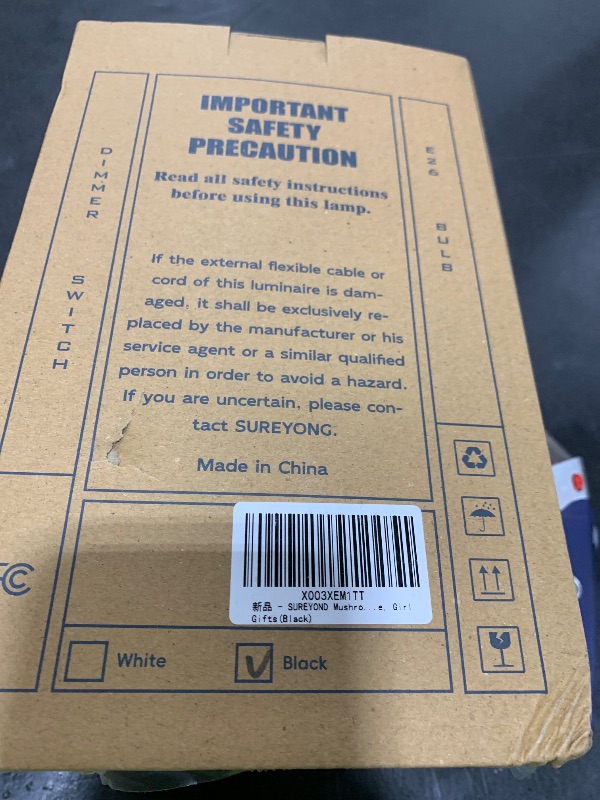 IMPORTANT
SAFETY
PRECAUTION
Read all safety instructions
before using this lamp.
If the external flexible cable or
cord of this luminaire is dam-
aged, it shall be exclusively re-
placed by the manufacturer or his
service agent or a similar qualified
person in order to avoid a hazard.
If you are uncertain, please con-
tact SUREYONG.
Made in China
DIMMER SWITCH
E26 BULB
X003XEM1TT
新品 - SUREYOND Mushro...e, Girl
Gifts(Black)
White
Black